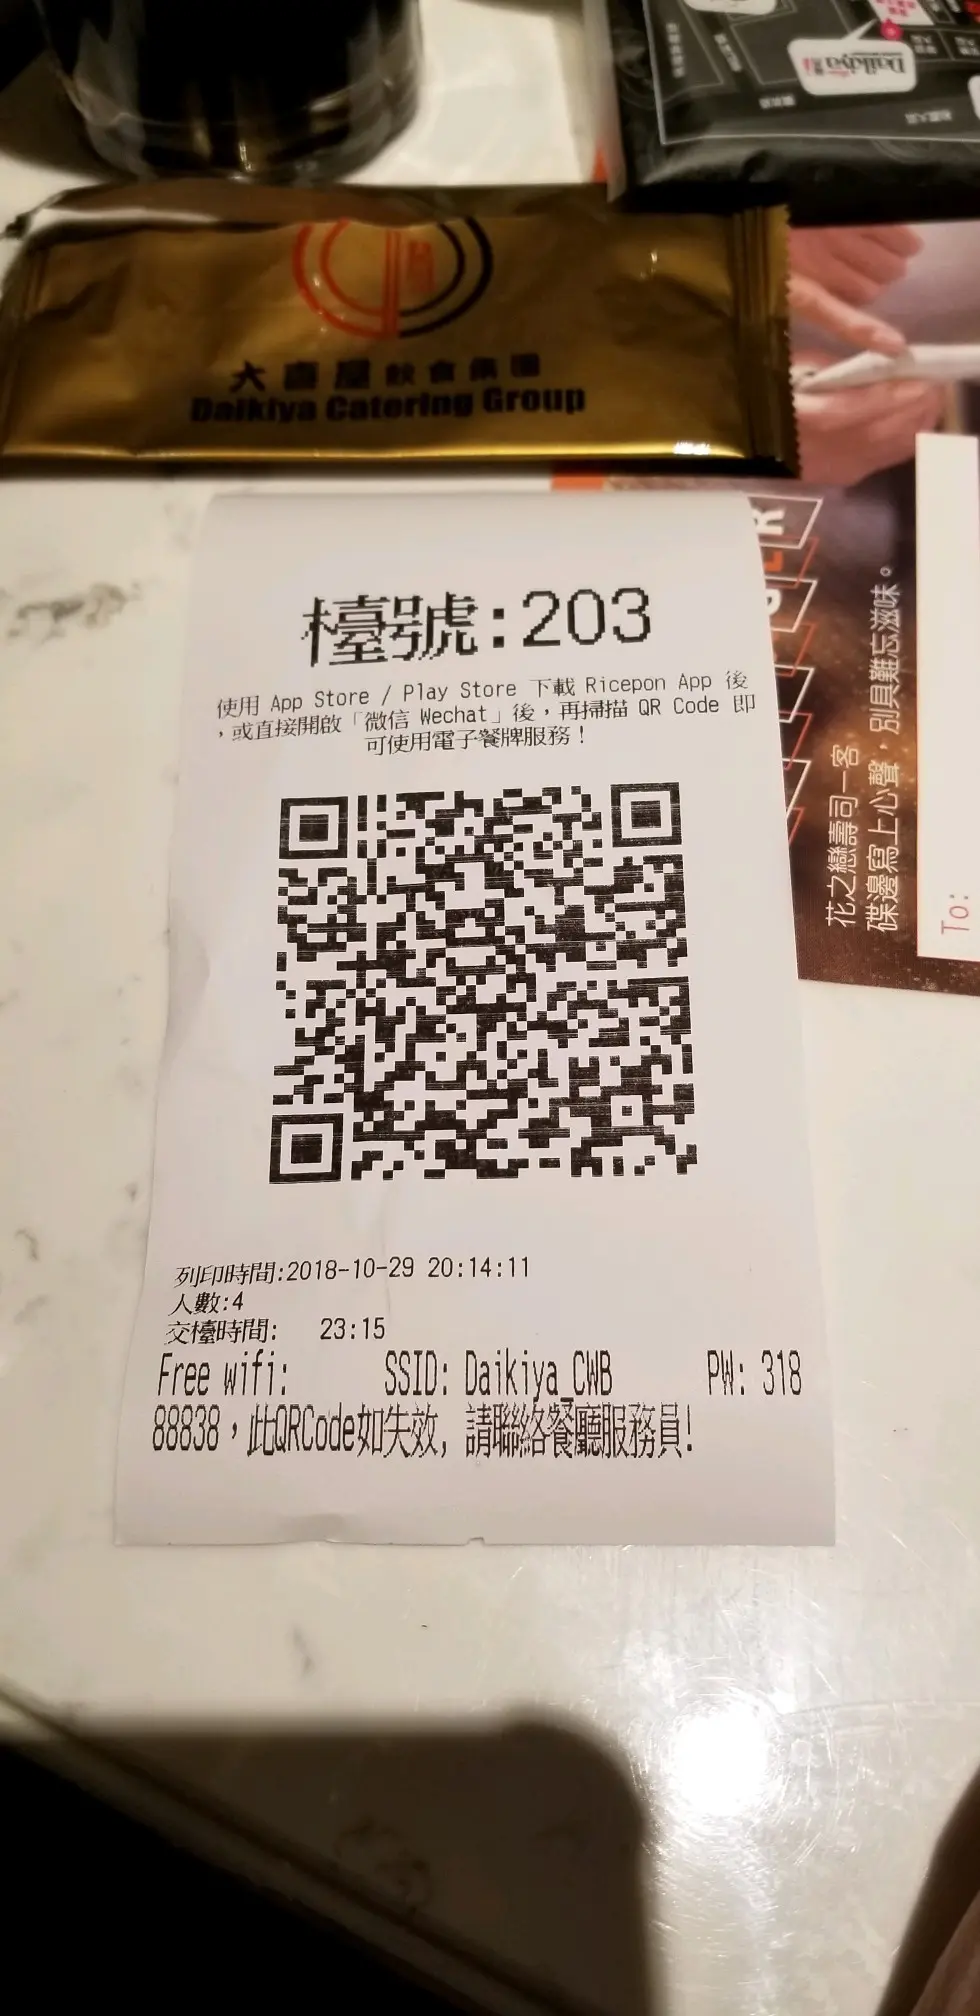 Daikiya
大喜屋飲食集團
Daikiya Catering Group
檯號:203
使用 App Store / Play Store 下載 Ricepon App 後
,或直接開啟「微信 Wechat」後,再掃描 QR Code 即
可使用電子餐牌服務!
列印時間:2018-10-29 20:14:11
人數:4
交檯時間: 23:15
Free wifi: SSID: Daikiya_CWB PW: 318
88838,此QRCode如失效,請聯絡餐廳服務員!
花之戀壽司一客
碟邊寫上心聲,別具難忘滋味。
To: